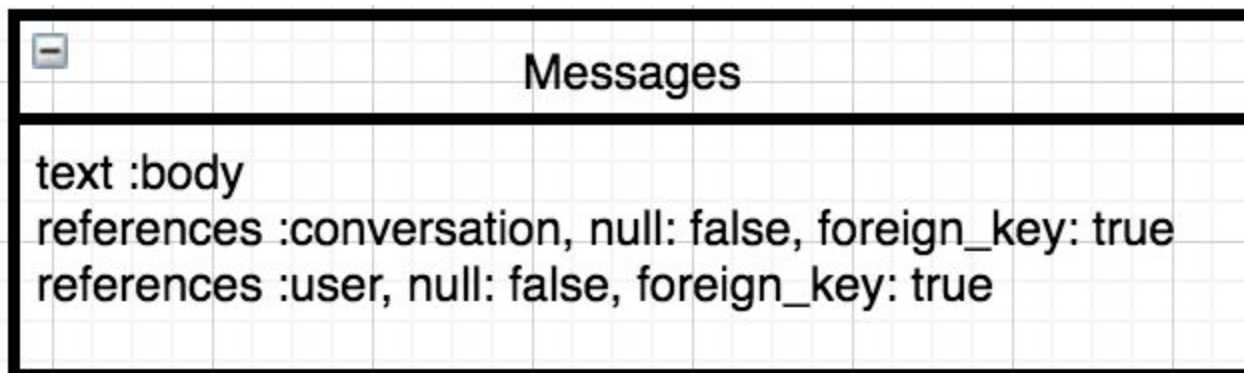 Messages
text :body
references :conversation, null: false, foreign_key: true
references :user, null: false, foreign_key: true